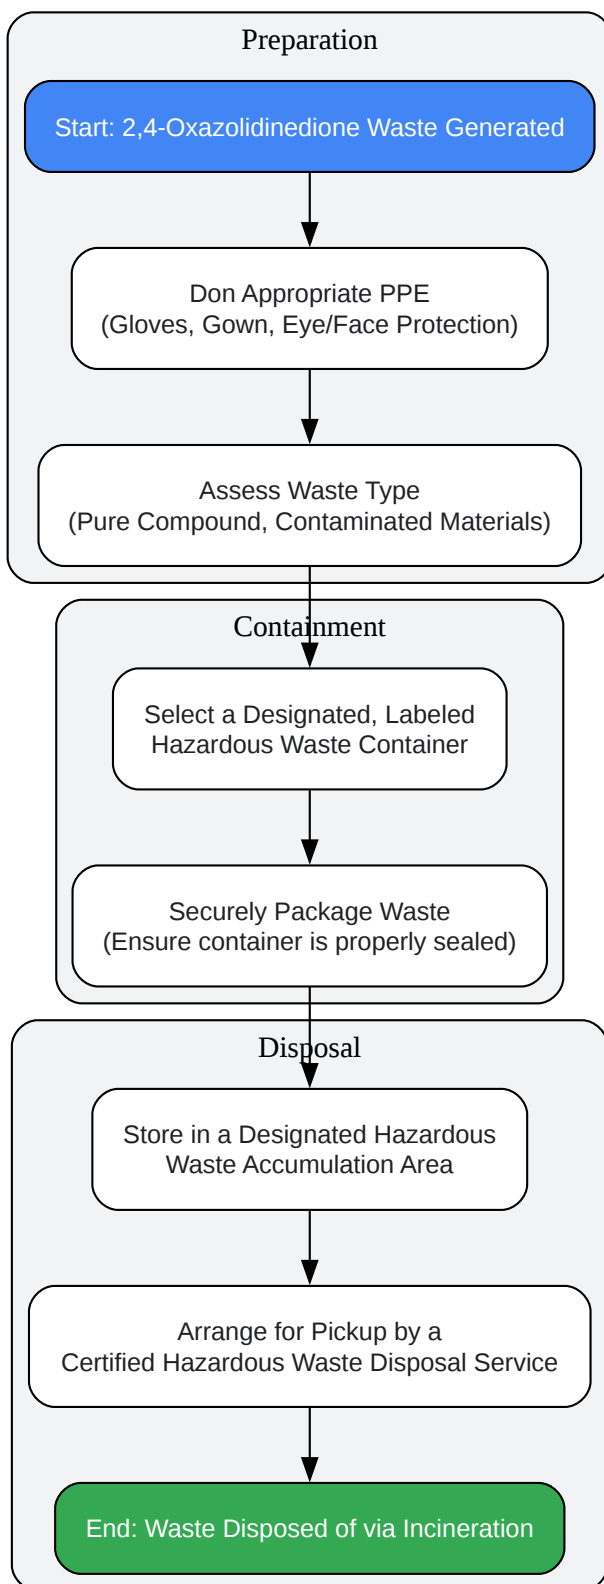 Preparation
Start: 2,4-Oxazolidinedione Waste Generated
Don Appropriate PPE
(Gloves, Gown, Eye/Face Protection)
Assess Waste Type
(Pure Compound, Contaminated Materials)
Containment
Select a Designated, Labeled
Hazardous Waste Container
Securely Package Waste
(Ensure container is properly sealed)
Disposal
Store in a Designated Hazardous
Waste Accumulation Area
Arrange for Pickup by a
Certified Hazardous Waste Disposal Service
End: Waste Disposed of via Incineration